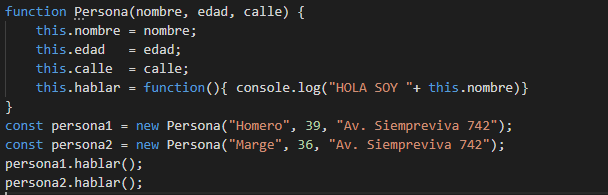 function Persona(nombre, edad, calle) {
    this.nombre = nombre;
    this.edad   = edad;
    this.calle  = calle;
    this.hablar = function(){ console.log("HOLA SOY "+ this.nombre)}
}
const persona1 = new Persona("Homero", 39, "Av. Siempreviva 742");
const persona2 = new Persona("Marge", 36, "Av. Siempreviva 742");
persona1.hablar();
persona2.hablar();